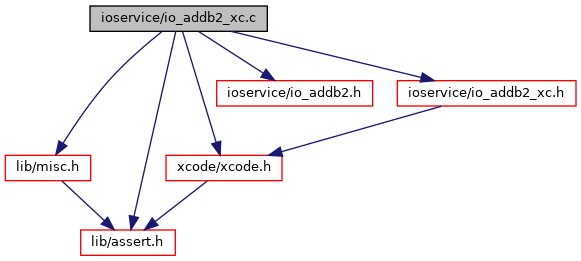 ioservice/io_addb2_xc.c
ioservice/io_addb2.h
ioservice/io_addb2_xc.h
lib/misc.h
xcode/xcode.h
lib/assert.h